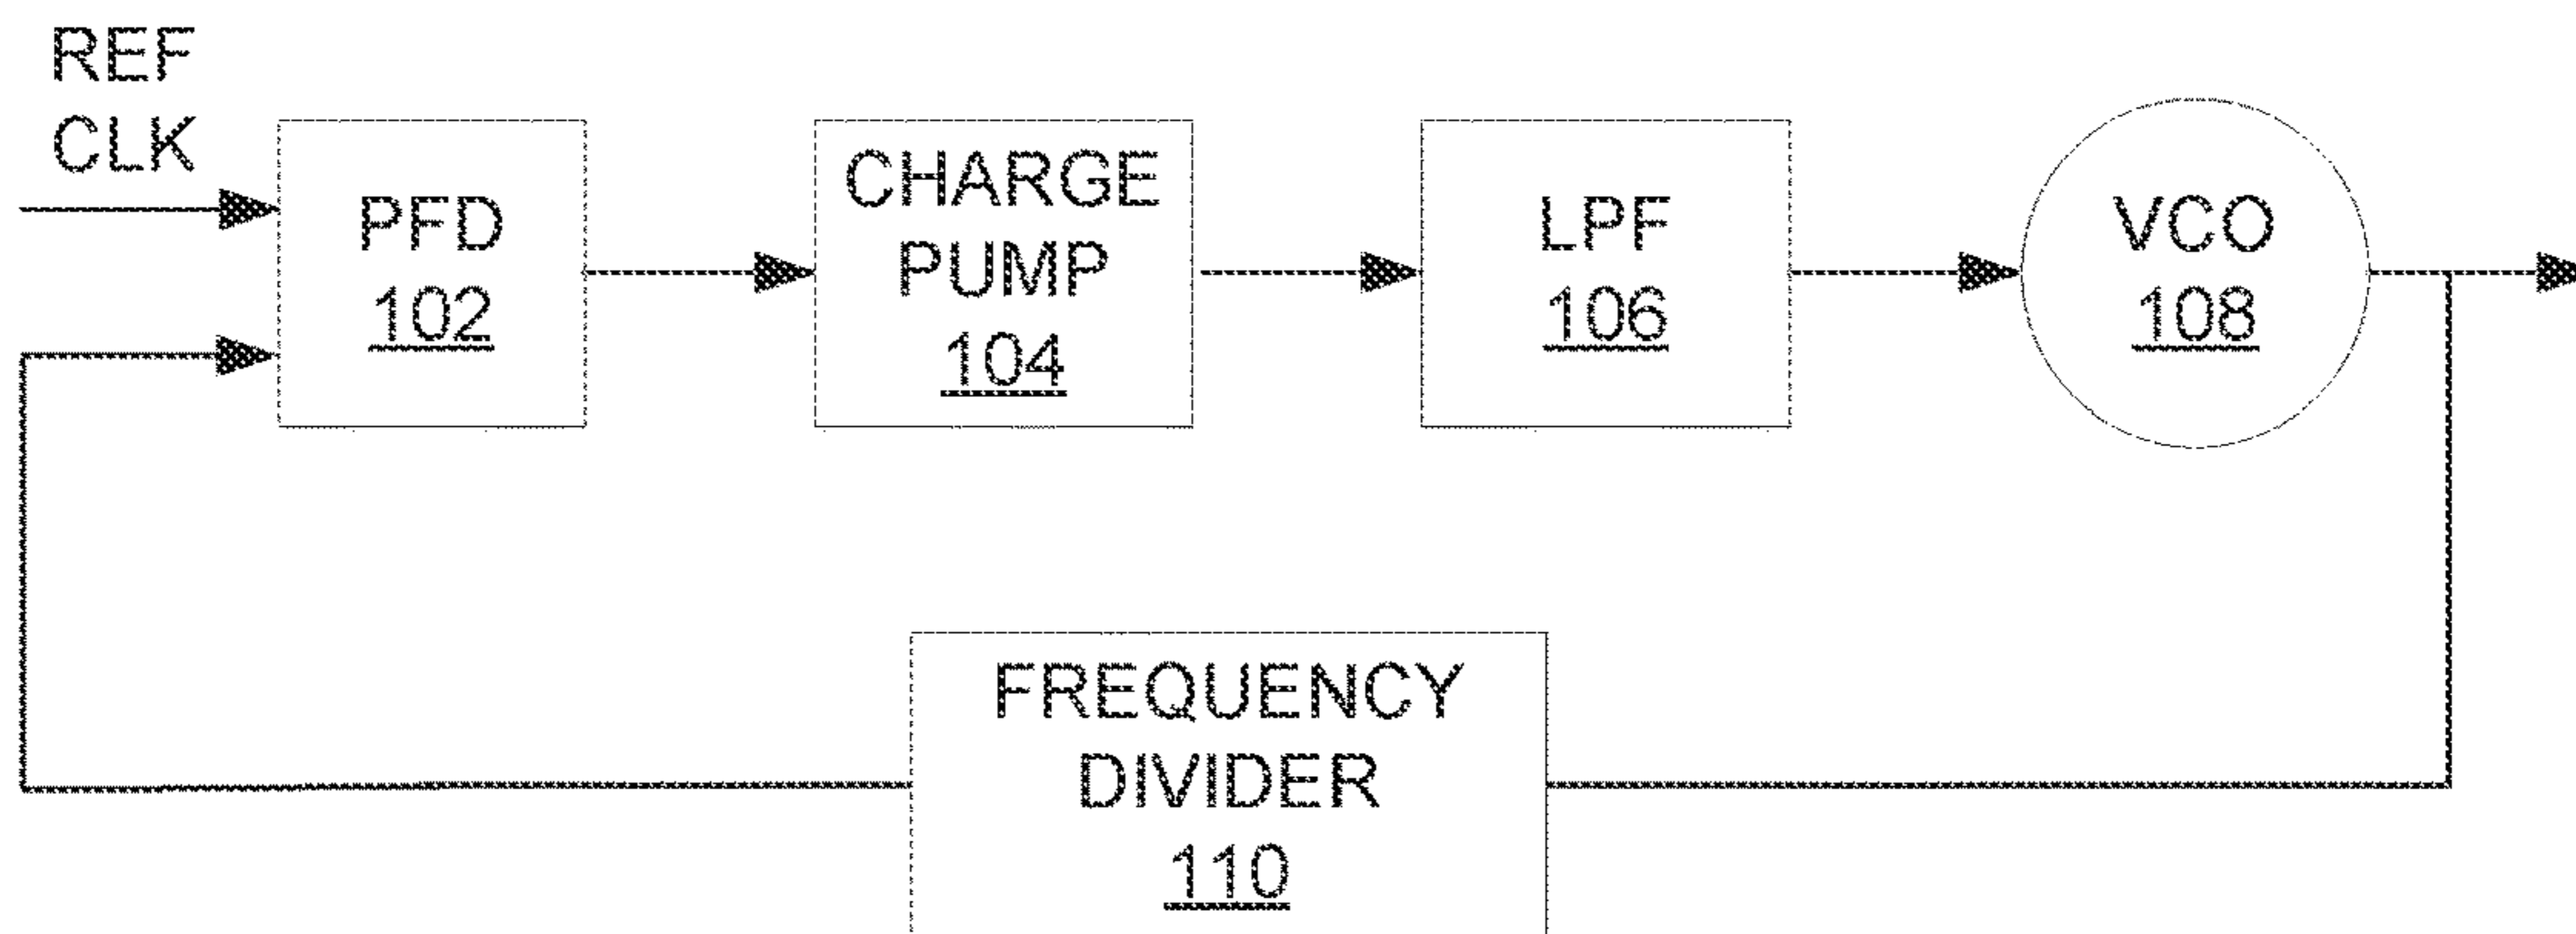 REF
CLK
PFD
102
CHARGE
PUMP
104
LPF
106
VCO
108
FREQUENCY
DIVIDER
110